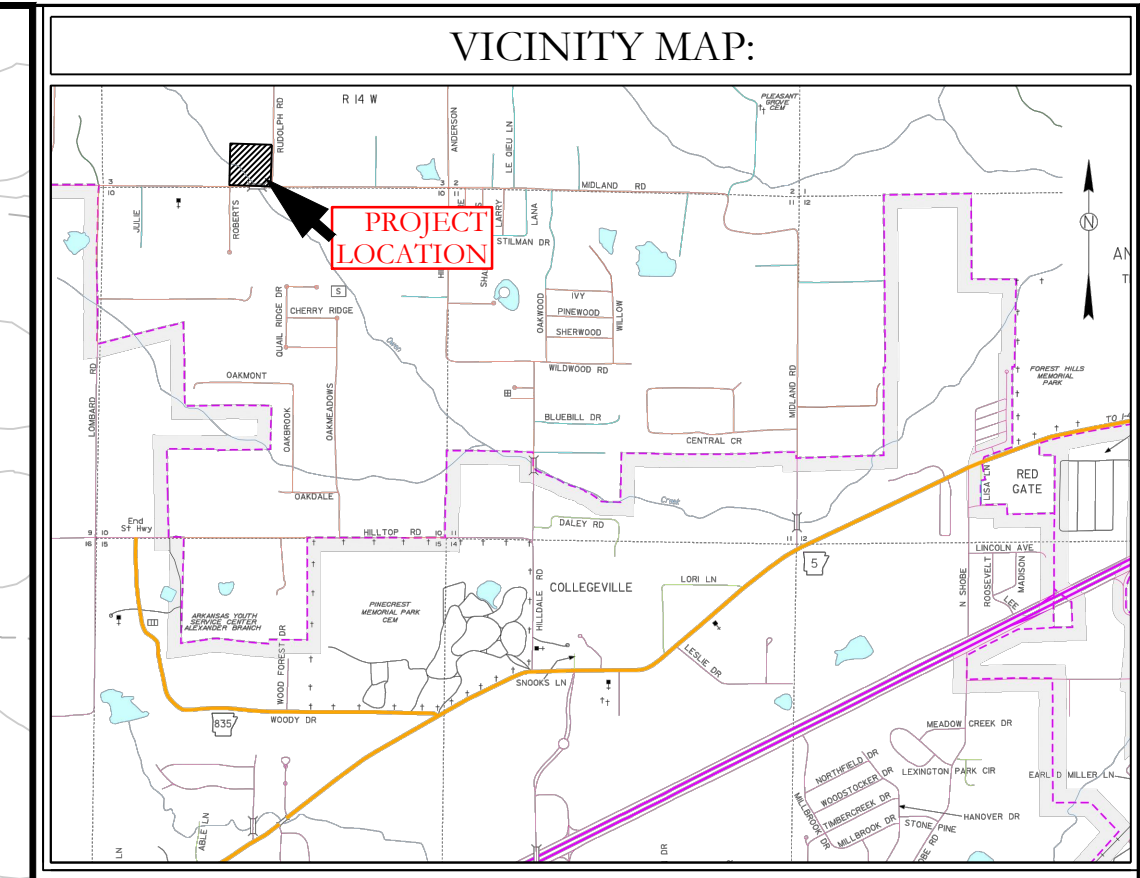 VICINITY MAP:
R 14 W
RUDOLPH RD
ANDERSON
LE DIEU LN
PLEASANT
GROVE
CEM
3
10
3 2
10 11
MIDLAND RD
2 1
11 12
JULIE
ROBERTS
PROJECT
LOCATION
LARRY
LANA
STILMAN DR
N
QUAIL RIDGE DR
S
CHERRY RIDGE
OAKWOOD
IVY
PINEWOOD
SHERWOOD
WILLOW
Owen
WILDWOOD RD
LOMBARD RD
OAKMONT
OAKBROOK
OAKMEADOWS
BLUEBILL DR
CENTRAL CR
MIDLAND RD
FOREST HILLS
MEMORIAL
PARK
TO I-
LISA LN
RED
GATE
Creek
OAKDALE
End
St Hwy
9 10
16 15
HILLTOP RD
10 11
15 14
DALEY RD
11 12
5
LINCOLN AVE
N SHOBE
ROOSEVELT
MADISON
LEE
COLLEGEVILLE
LORI LN
HILLDALE RD
ARKANSAS YOUTH
SERVICE CENTER
ALEXANDER BRANCH
PINECREST
MEMORIAL PARK
CEM
WOOD FOREST DR
SNOOKS LN
LESLIE DR
835
WOODY DR
MEADOW CREEK DR
NORTHFIELD DR
WOODSTOCKER DR
TIMBERCREEK DR
MILLBROOK DR
MILLBROOK DR
LEXINGTON PARK CIR
EARL D MILLER LN
HANOVER DR
STONE PINE
ABLE LN
LN
DR